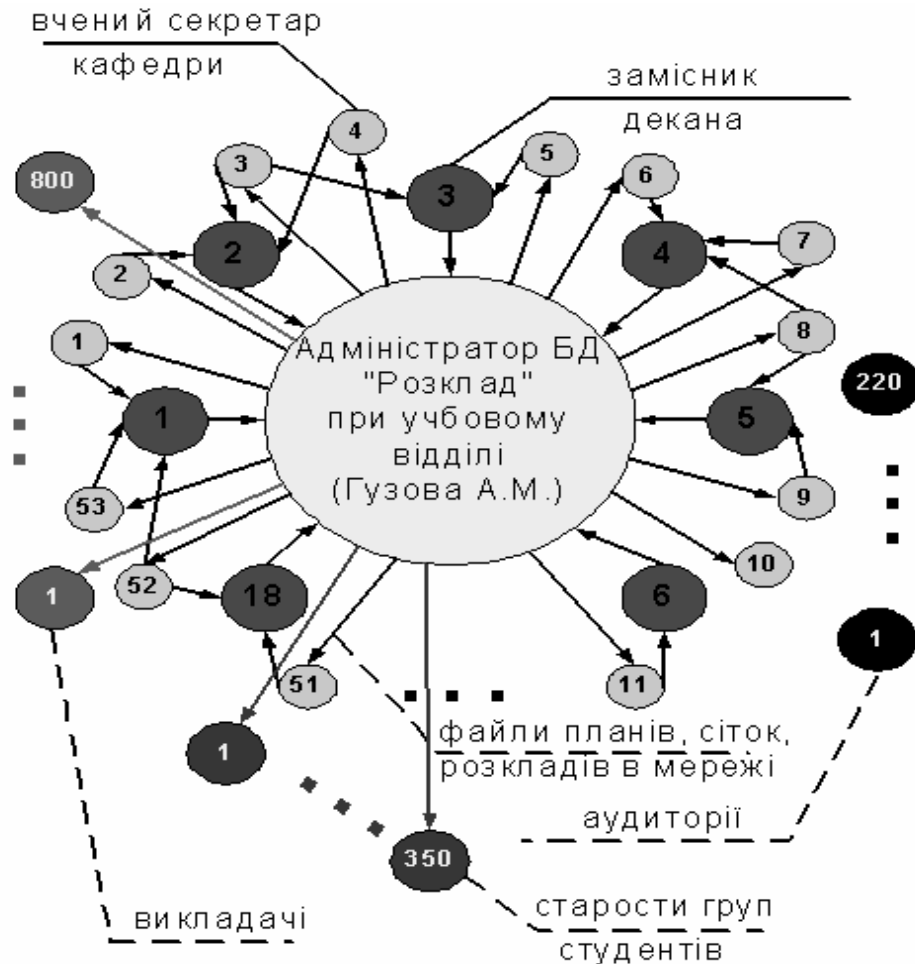 вчений секретар
кафедри
замісник
декана
4
3
5
6
800
3
2
4
7
2
1
8
Адміністратор БД
"Розклад"
при учбовому
відділі
(Гузова А.М.)
220
1
5
53
9
10
52
1
18
6
1
51
11
1
файли планів, сіток,
розкладів в мережі
аудиторії
350
викладачі
старости груп
студентів